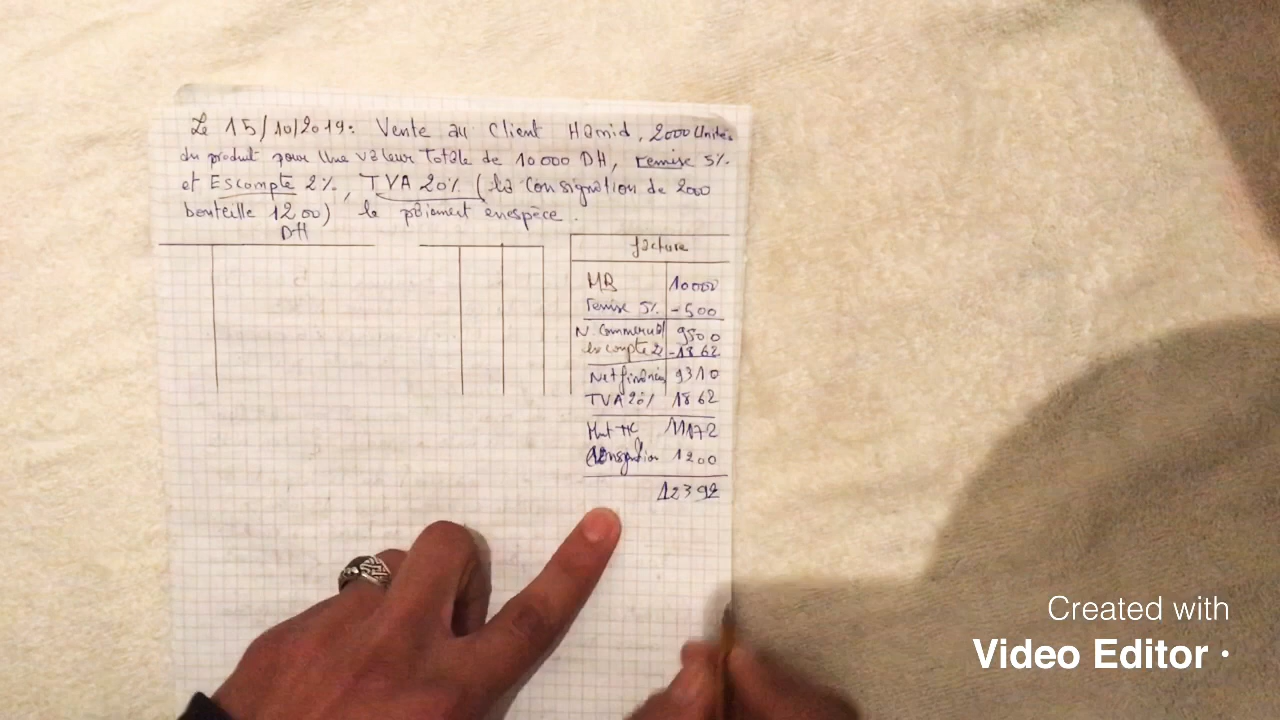 Le 15/10/2019: Vente au Client Hamid, 2000 Unités
du produit pour Une valeur Totale de 10 000 DH, remise 5%
et Escompte 2%, TVA 20% (la Consignation de 2000
bouteille 1200) le paiement en espèce.
DH
facture
MB 10000
remise 5% -500
N. Commercial 9500
escompte 2% -1862
Net financier 9310
TVA 20% 1862
Mont TTC 11172
Consignation 1200
12392
Created with
Video Editor